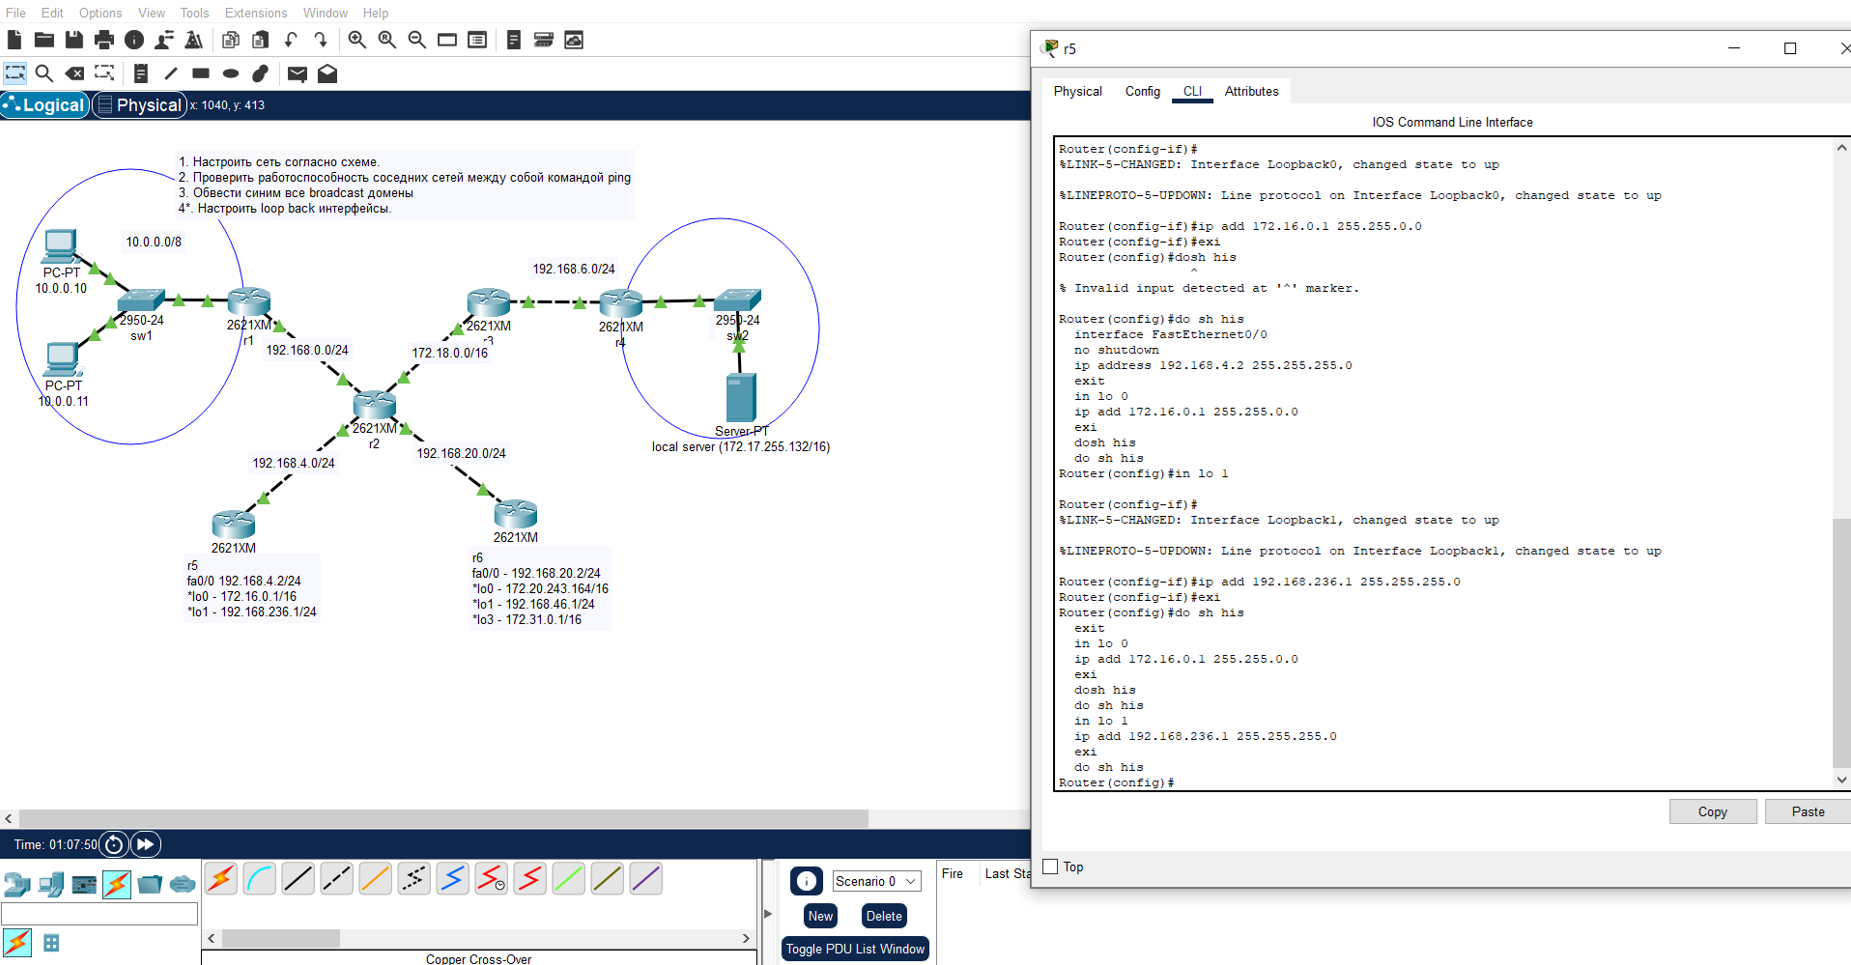 File Edit Options View Tools Extensions Window Help
Logical Physical x: 1040, y: 413
1. Настроить сеть согласно схеме.
2. Проверить работоспособность соседних сетей между собой командой ping
3. Обвести синим все broadcast домены
4*. Настроить loop back интерфейсы.
10.0.0.0/8
PC-PT
10.0.0.10
2950-24
sw1
PC-PT
10.0.0.11
2621XM
r1
192.168.0.0/24
2621XM
r3
172.18.0.0/16
192.168.6.0/24
2621XM
r4
2950-24
sw2
Server-PT
local server (172.17.255.132/16)
2621XM
r2
192.168.4.0/24
192.168.20.0/24
2621XM
r5
fa0/0 192.168.4.2/24
*lo0 - 172.16.0.1/16
*lo1 - 192.168.236.1/24
2621XM
r6
fa0/0 - 192.168.20.2/24
*lo0 - 172.20.243.164/16
*lo1 - 192.168.46.1/24
*lo3 - 172.31.0.1/16
Time: 01:07:50
Copper Cross-Over
Scenario 0
New Delete
Toggle PDU List Window
Fire Last Sta
r5
Physical Config CLI Attributes
IOS Command Line Interface
Router(config-if)#
%LINK-5-CHANGED: Interface Loopback0, changed state to up
%LINEPROTO-5-UPDOWN: Line protocol on Interface Loopback0, changed state to up
Router(config-if)#ip add 172.16.0.1 255.255.0.0
Router(config-if)#exi
Router(config)#dosh his
^
% Invalid input detected at '^' marker.
Router(config)#do sh his
interface FastEthernet0/0
no shutdown
ip address 192.168.4.2 255.255.255.0
exit
in lo 0
ip add 172.16.0.1 255.255.0.0
exi
dosh his
do sh his
Router(config)#in lo 1
Router(config-if)#
%LINK-5-CHANGED: Interface Loopback1, changed state to up
%LINEPROTO-5-UPDOWN: Line protocol on Interface Loopback1, changed state to up
Router(config-if)#ip add 192.168.236.1 255.255.255.0
Router(config-if)#exi
Router(config)#do sh his
exit
in lo 0
ip add 172.16.0.1 255.255.0.0
exi
dosh his
do sh his
in lo 1
ip add 192.168.236.1 255.255.255.0
exi
do sh his
Router(config)#
Copy Paste
Top